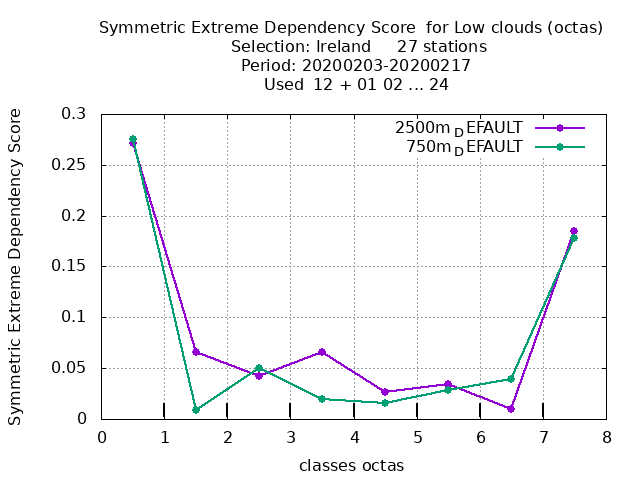 Symmetric Extreme Dependency Score  for Low clouds (octas)
Selection: Ireland     27 stations
Period: 20200203-20200217
Used  12 + 01 02 ... 24
Symmetric Extreme Dependency Score
0.3
0.25
0.2
0.15
0.1
0.05
0
2500mDEFAULT
750mDEFAULT
0 1 2 3 4 5 6 7 8
classes octas